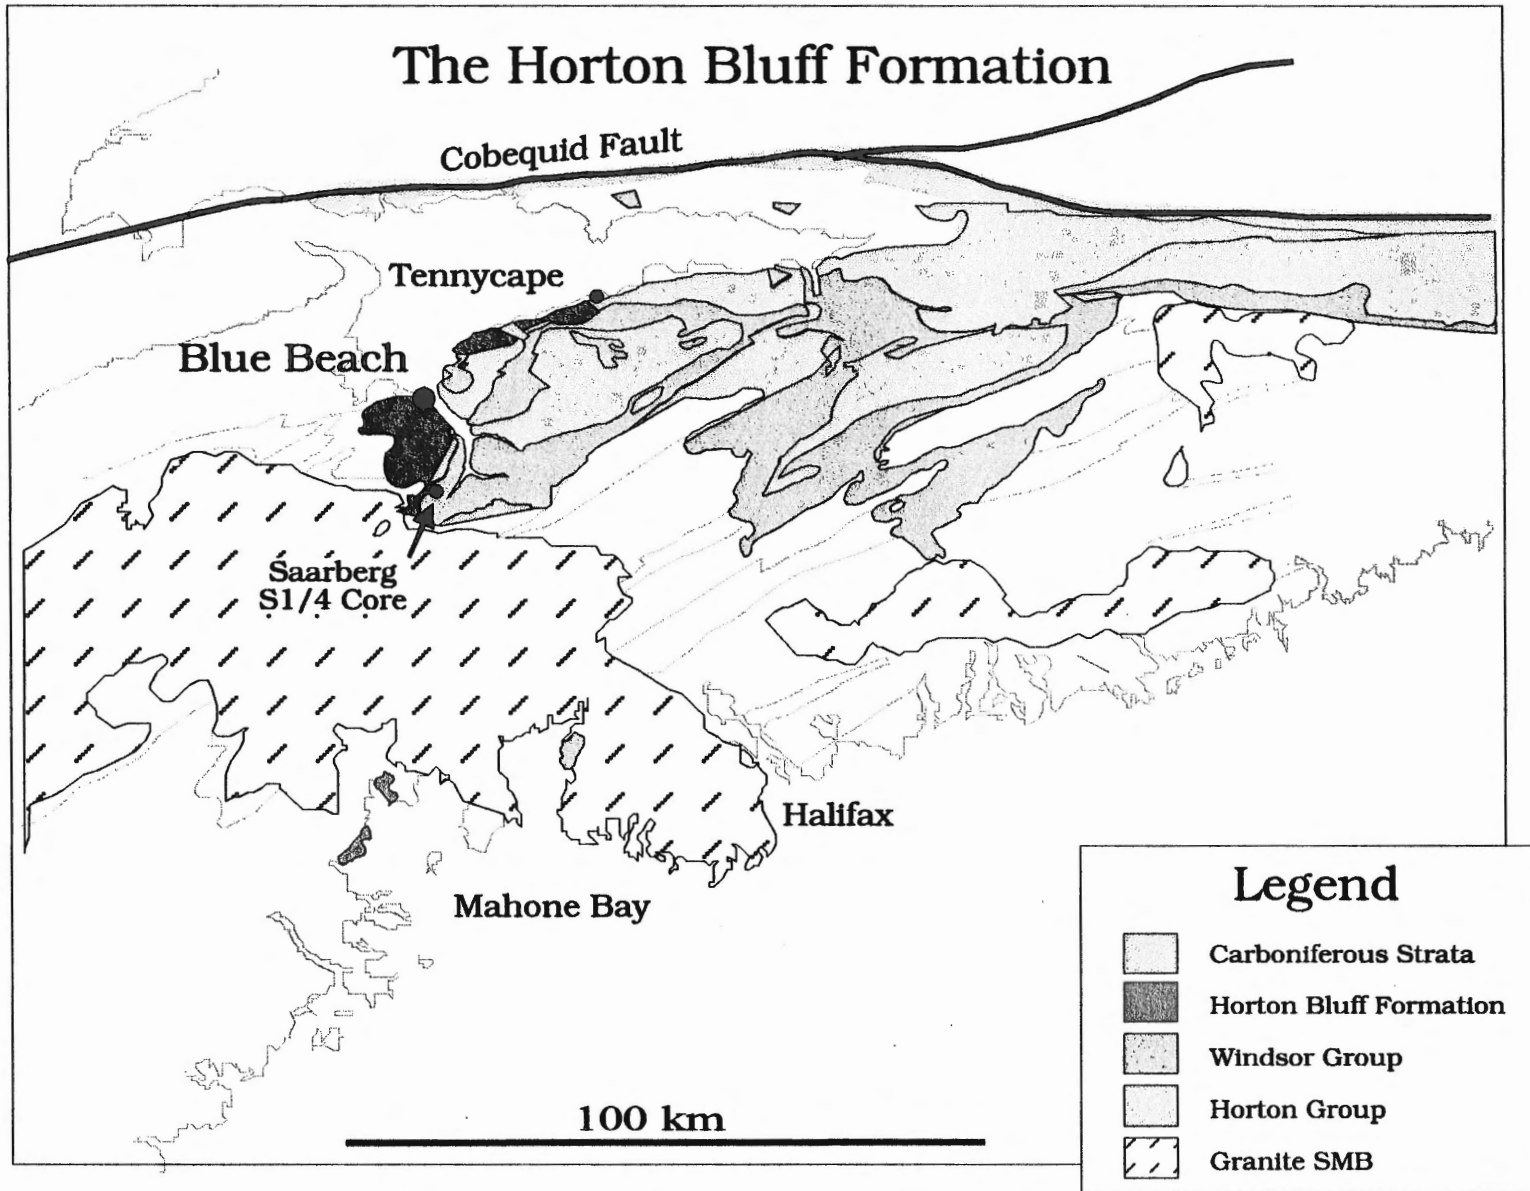 The Horton Bluff Formation
Cobequid Fault
Tennycape
Blue Beach
Saarberg
S1/4 Core
Halifax
Mahone Bay
100 km
Legend
Carboniferous Strata
Horton Bluff Formation
Windsor Group
Horton Group
Granite SMB